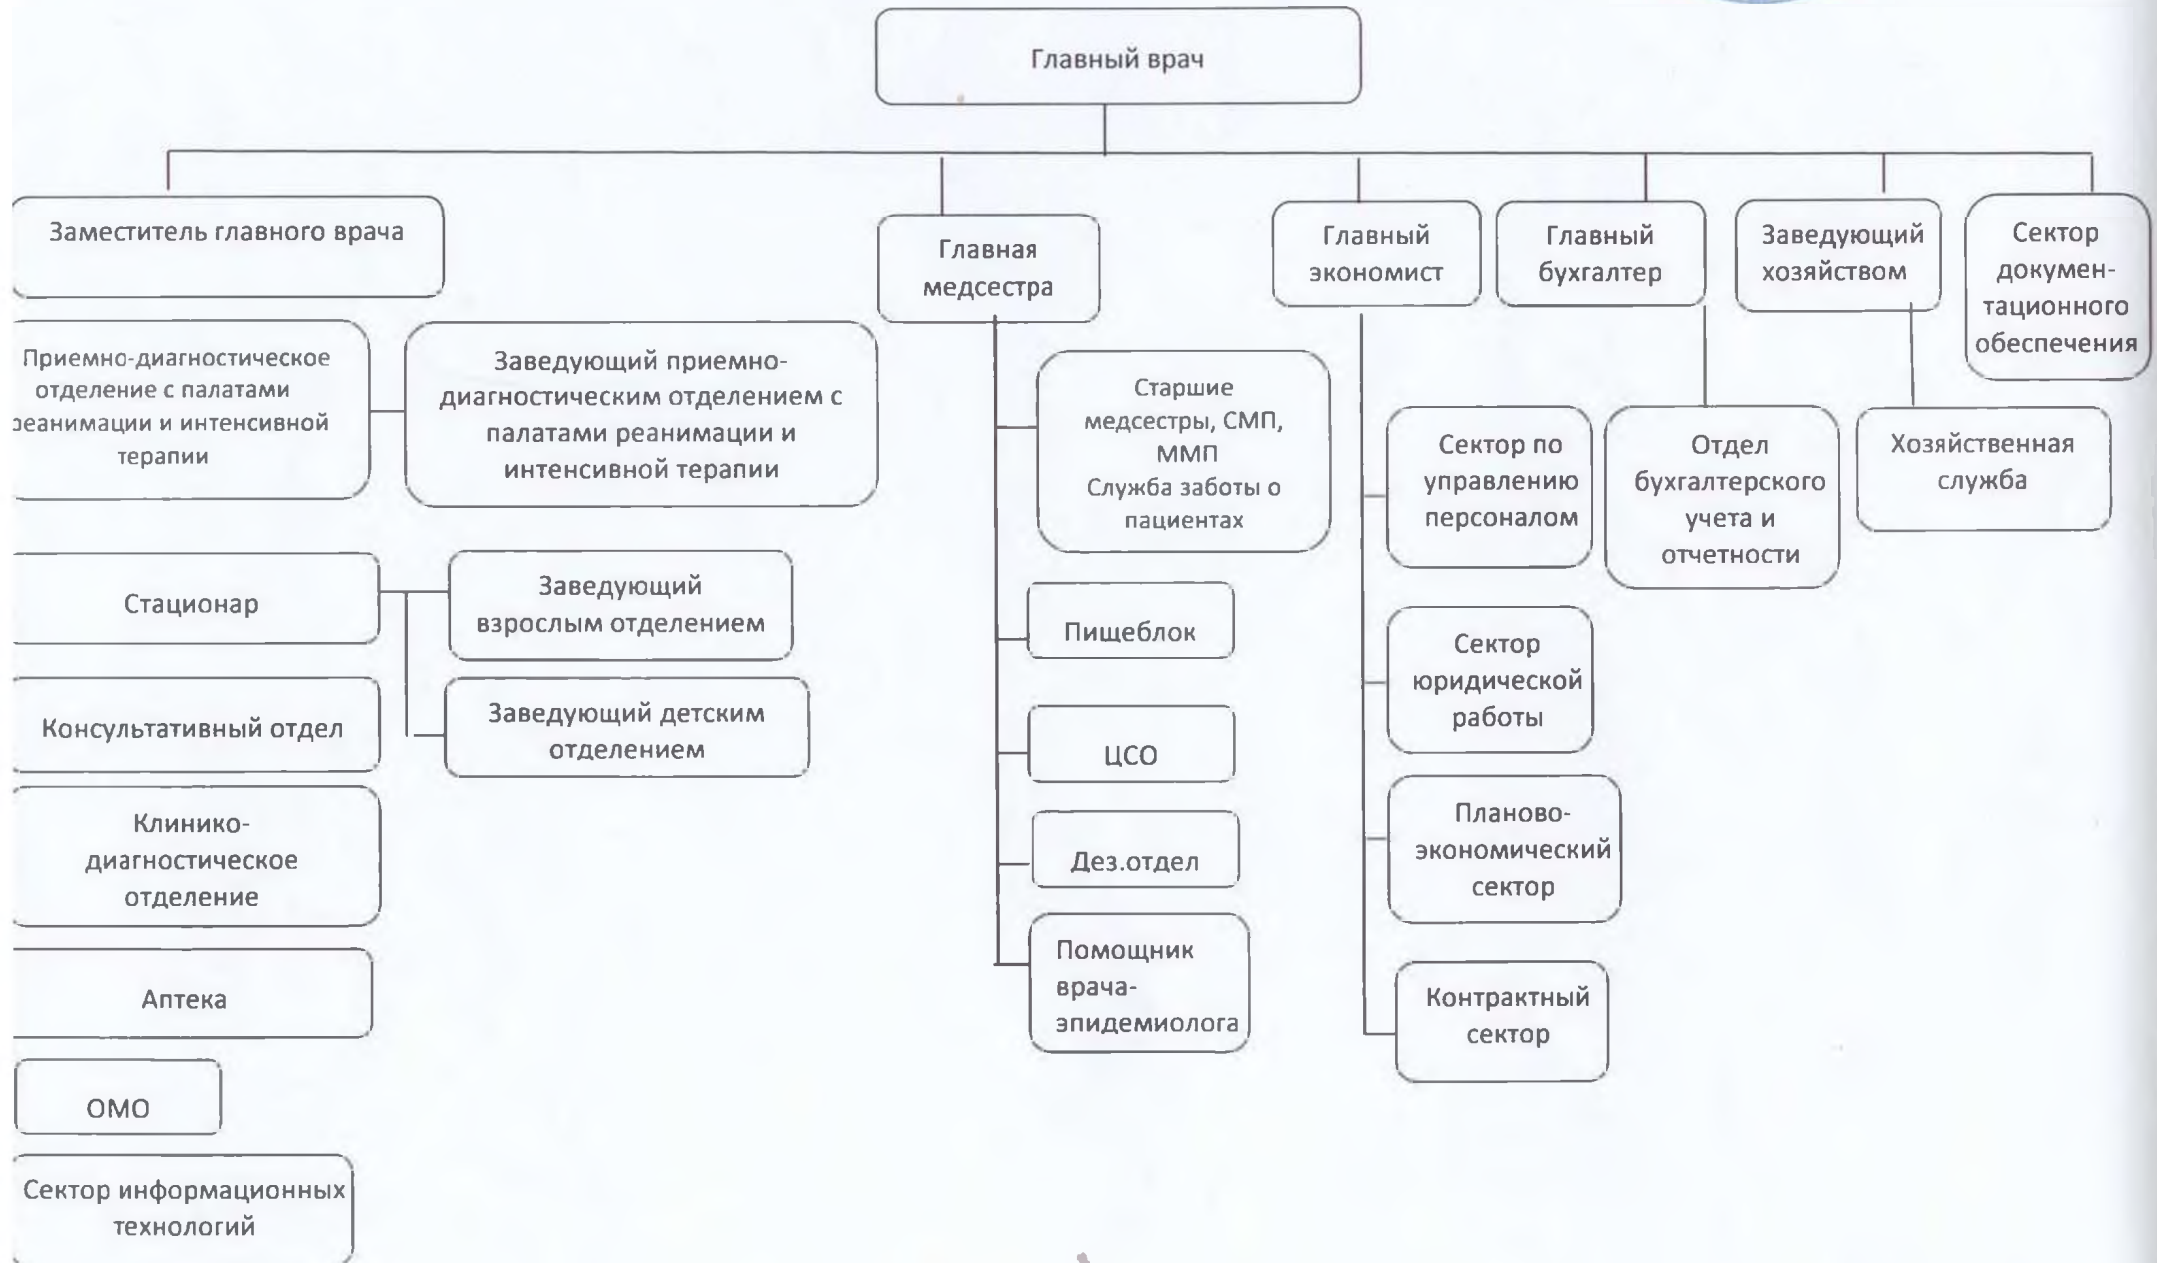 Главный врач
Заместитель главного врача
Главная
медсестра
Главный
экономист
Главный
бухгалтер
Заведующий
хозяйством
Сектор
докумен-
тационного
обеспечения
Приемно-диагностическое
отделение с палатами
реанимации и интенсивной
терапии
Заведующий приемно-
диагностическим отделением с
палатами реанимации и
интенсивной терапии
Стационар
Заведующий
взрослым отделением
Заведующий детским
отделением
Консультативный отдел
Клинико-
диагностическое
отделение
Аптека
ОМО
Сектор информационных
технологий
Старшие
медсестры, СМП,
ММП
Служба заботы о
пациентах
Пищеблок
ЦСО
Дез.отдел
Помощник
врача-
эпидемиолога
Сектор по
управлению
персоналом
Сектор
юридической
работы
Планово-
экономический
сектор
Контрактный
сектор
Отдел
бухгалтерского
учета и
отчетности
Хозяйственная
служба